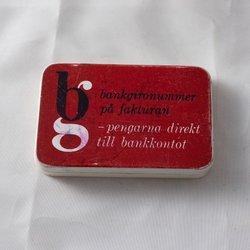 bg
bankgironummer
på fakturan
– pengarna direkt
till bankkontot